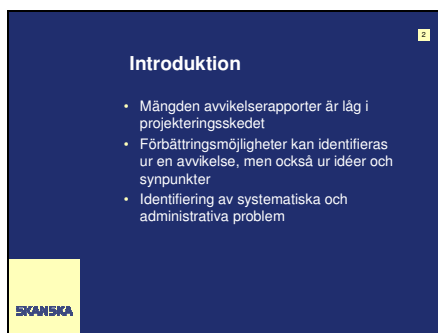 2
Introduktion
• Mängden avvikelserapporter är låg i
projekteringsskedet
• Förbättringsmöjligheter kan identifieras
ur en avvikelse, men också ur idéer och
synpunkter
• Identifiering av systematiska och
administrativa problem
SKANSKA